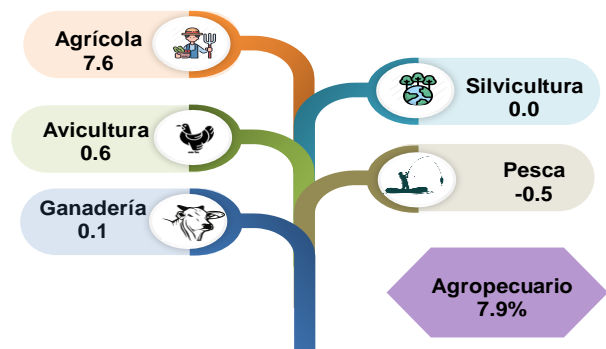 Agrícola
7.6
Avicultura
0.6
Ganadería
0.1
Silvicultura
0.0
Pesca
-0.5
Agropecuario
7.9%